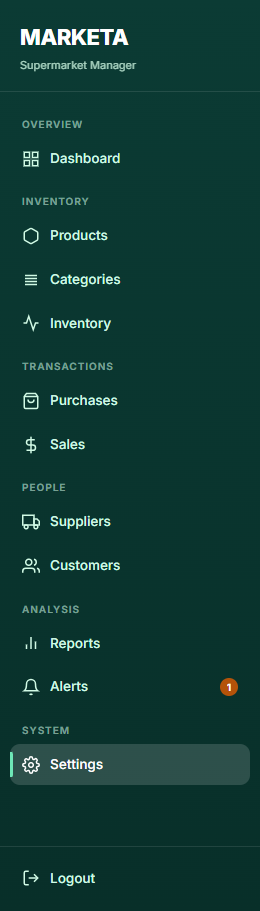 MARKETA
Supermarket Manager
OVERVIEW
Dashboard
INVENTORY
Products
Categories
Inventory
TRANSACTIONS
Purchases
Sales
PEOPLE
Suppliers
Customers
ANALYSIS
Reports
Alerts 1
SYSTEM
Settings
Logout